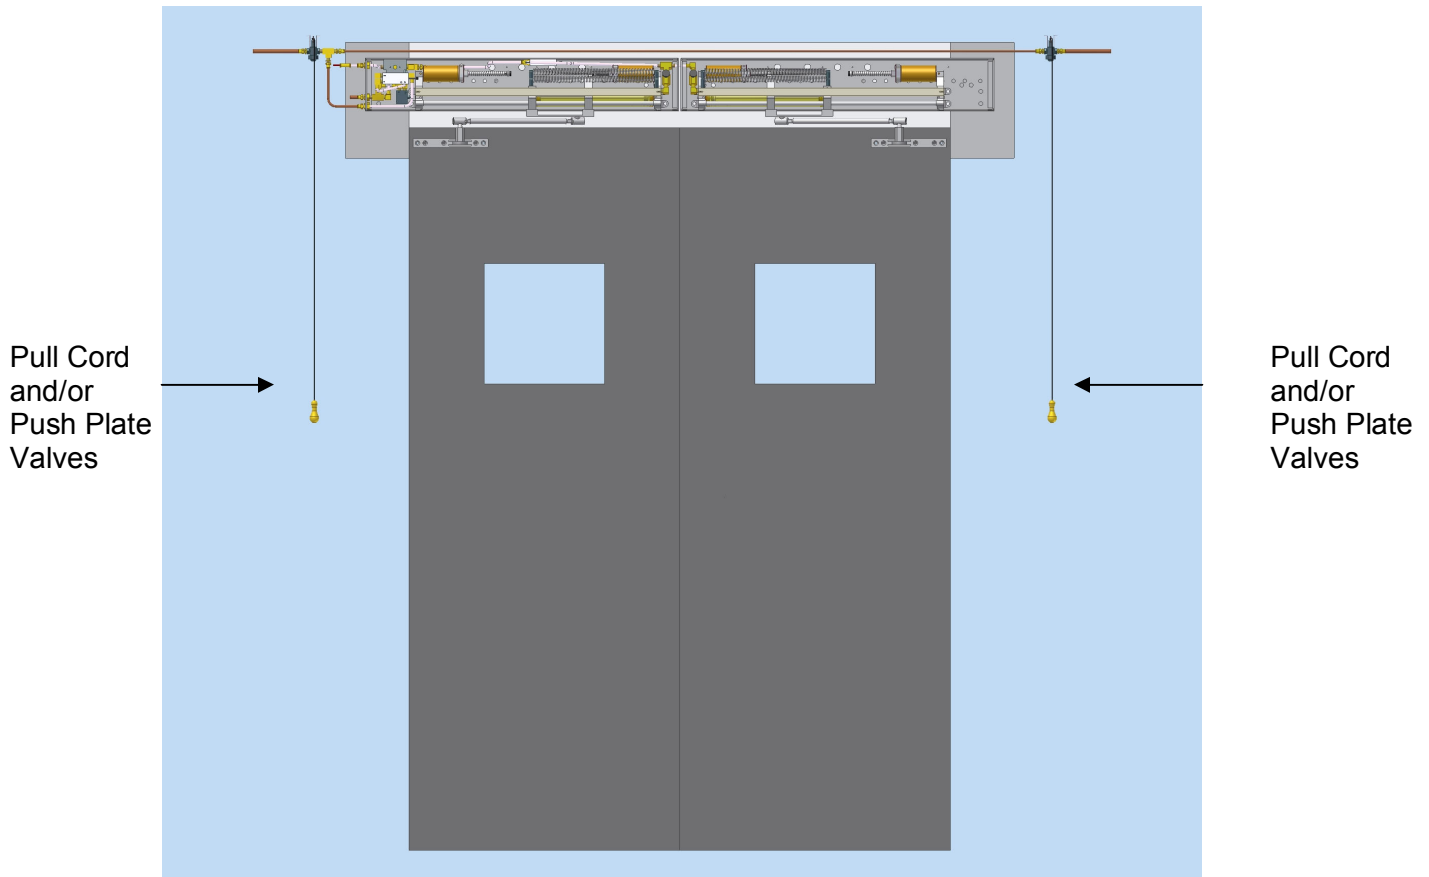 Pull Cord
and/or
Push Plate
Valves
Pull Cord
and/or
Push Plate
Valves